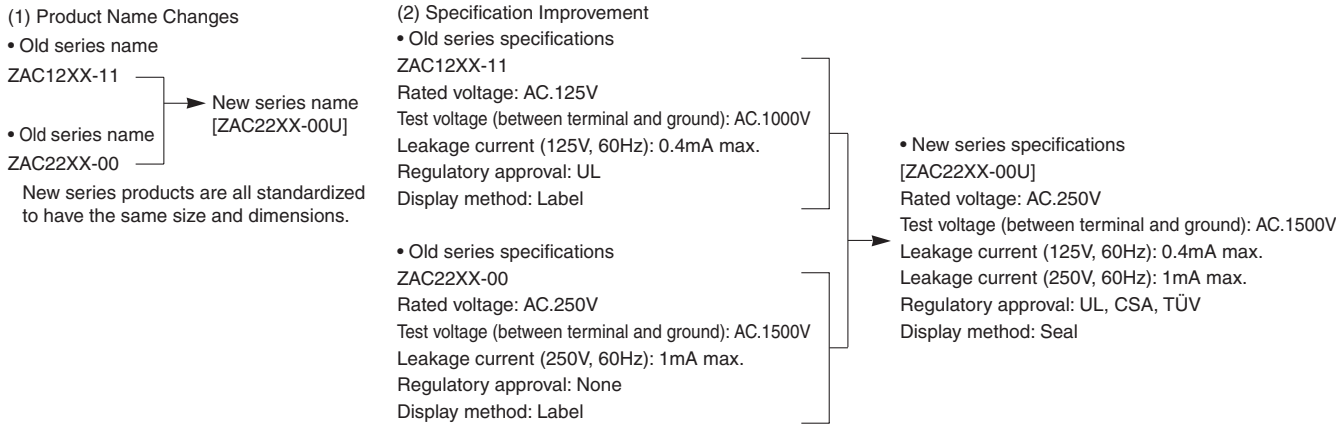 (1) Product Name Changes
• Old series name
ZAC12XX-11
New series name
[ZAC22XX-00U]
• Old series name
ZAC22XX-00
New series products are all standardized
to have the same size and dimensions.
(2) Specification Improvement
• Old series specifications
ZAC12XX-11
Rated voltage: AC.125V
Test voltage (between terminal and ground): AC.1000V
Leakage current (125V, 60Hz): 0.4mA max.
Regulatory approval: UL
Display method: Label
• Old series specifications
ZAC22XX-00
Rated voltage: AC.250V
Test voltage (between terminal and ground): AC.1500V
Leakage current (250V, 60Hz): 1mA max.
Regulatory approval: None
Display method: Label
• New series specifications
[ZAC22XX-00U]
Rated voltage: AC.250V
Test voltage (between terminal and ground): AC.1500V
Leakage current (125V, 60Hz): 0.4mA max.
Leakage current (250V, 60Hz): 1mA max.
Regulatory approval: UL, CSA, TÜV
Display method: Seal